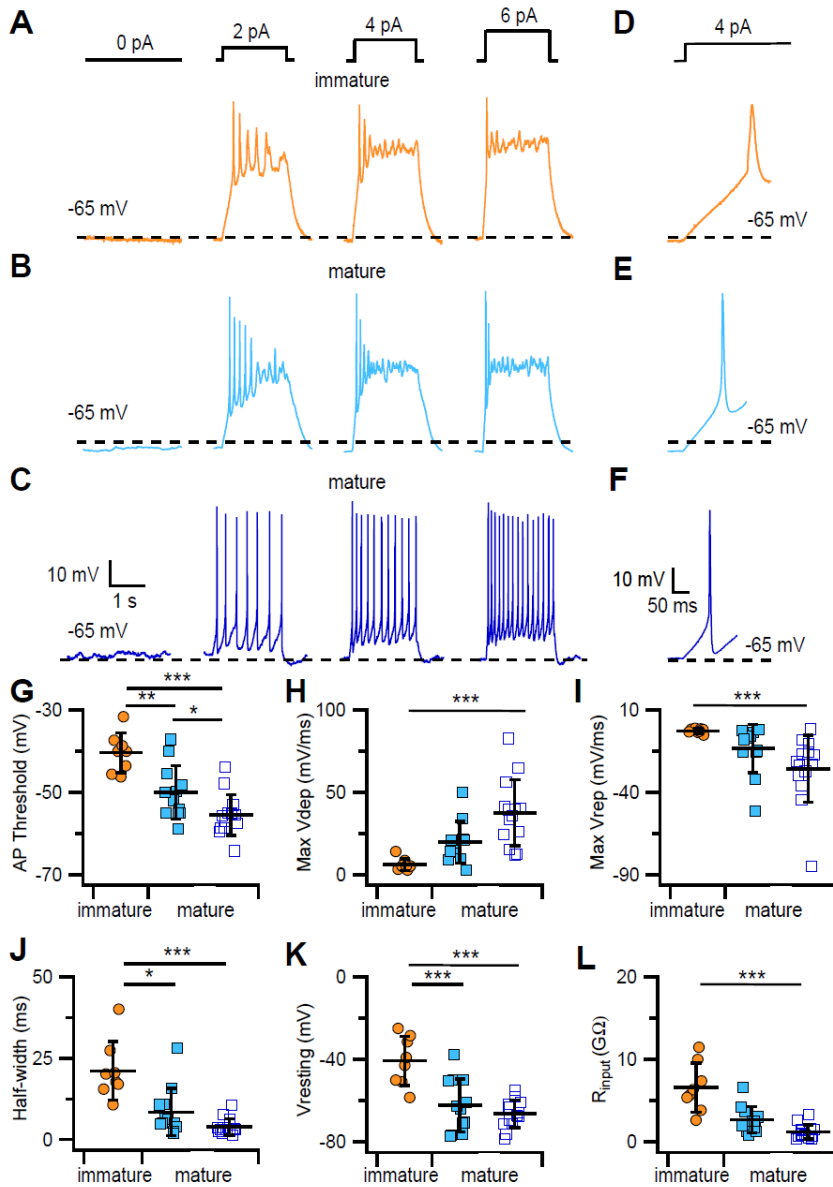 A
0 pA
2 pA
4 pA
6 pA
immature
-65 mV
D
4 pA
-65 mV
B
mature
-65 mV
E
-65 mV
C
mature
10 mV
1 s
-65 mV
F
10 mV
50 ms
-65 mV
G
***
**
*
-30
-50
-70
AP Threshold (mV)
immature
mature
H
***
100
50
0
Max Vdep (mV/ms)
immature
mature
I
***
10
-40
-90
Max Vrep (mV/ms)
immature
mature
J
***
*
50
25
0
Half-width (ms)
immature
mature
K
***
***
0
-40
-80
Vresting (mV)
immature
mature
L
***
20
10
0
Rinput (GΩ)
immature
mature